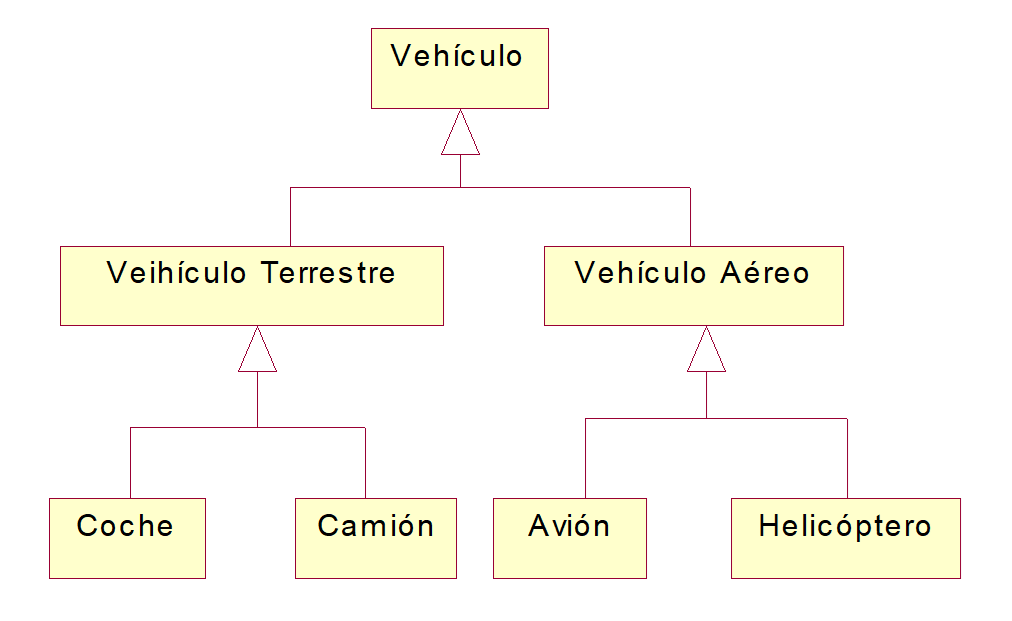 Vehículo
Veihículo Terrestre
Vehículo Aéreo
Coche
Camión
Avión
Helicóptero